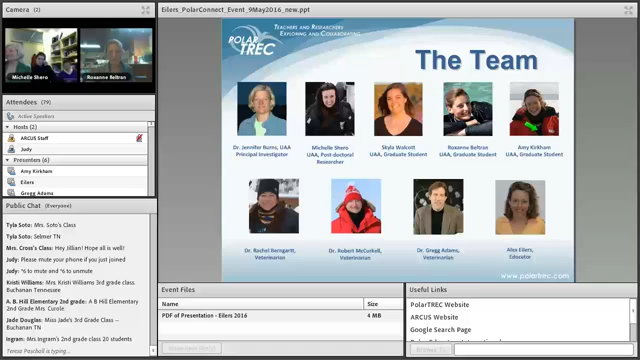 Camera (2)
Michelle Shero
Roxanne Beltran
Attendees (79)
Active Speakers
Hosts (2)
ARCUS Staff
Judy
Presenters (6)
Amy Kirkham
Eilers
Gregg Adams
Public Chat (Everyone)
Tyla Soto: Mrs. Soto's Class
Tyla Soto: Selmer TN
Mrs. Cross's Class: Hey Jillian! Hope all is well!
Judy: Please mute your phone if you just joined
Judy: *6 to mute and *6 to unmute
Kristi Williams: Mrs. Kristi Williams 3rd grade class. Buchanan Tennessee
A. B. Hill Elementary 2nd grade: A B Hill Elementary 2nd Grade Mrs. Curole
Jade Douglas: Miss Jade's 3rd Grade Class -- Buchanan TN
Ingram: Mrs.Ingram's 2nd grade class 20 students
Teresa Paschall is typing...
Eilers_PolarConnect_Event_9May2016_new.ppt
TEACHERS AND RESEARCHERS
EXPLORING AND COLLABORATING
POLAR TREC
The Team
Dr. Jennifer Burns, UAA
Principal Investigator
Michelle Shero
UAA, Post-doctoral
Researcher
Skyla Walcott
UAA, Graduate Student
Roxanne Beltran
UAA, Graduate Student
Amy Kirkham
UAA, Graduate Student
Dr. Rachel Berngartt,
Veterinarian
Dr. Robert McCorkell,
Veterinarian
Dr. Gregg Adams,
Veterinarian
Alex Eilers,
Educator
www.polartrec.com
Event Files
Name
Size
PDF of Presentation - Eilers 2016
4 MB
Useful Links
PolarTREC Website
ARCUS Website
Google Search Page